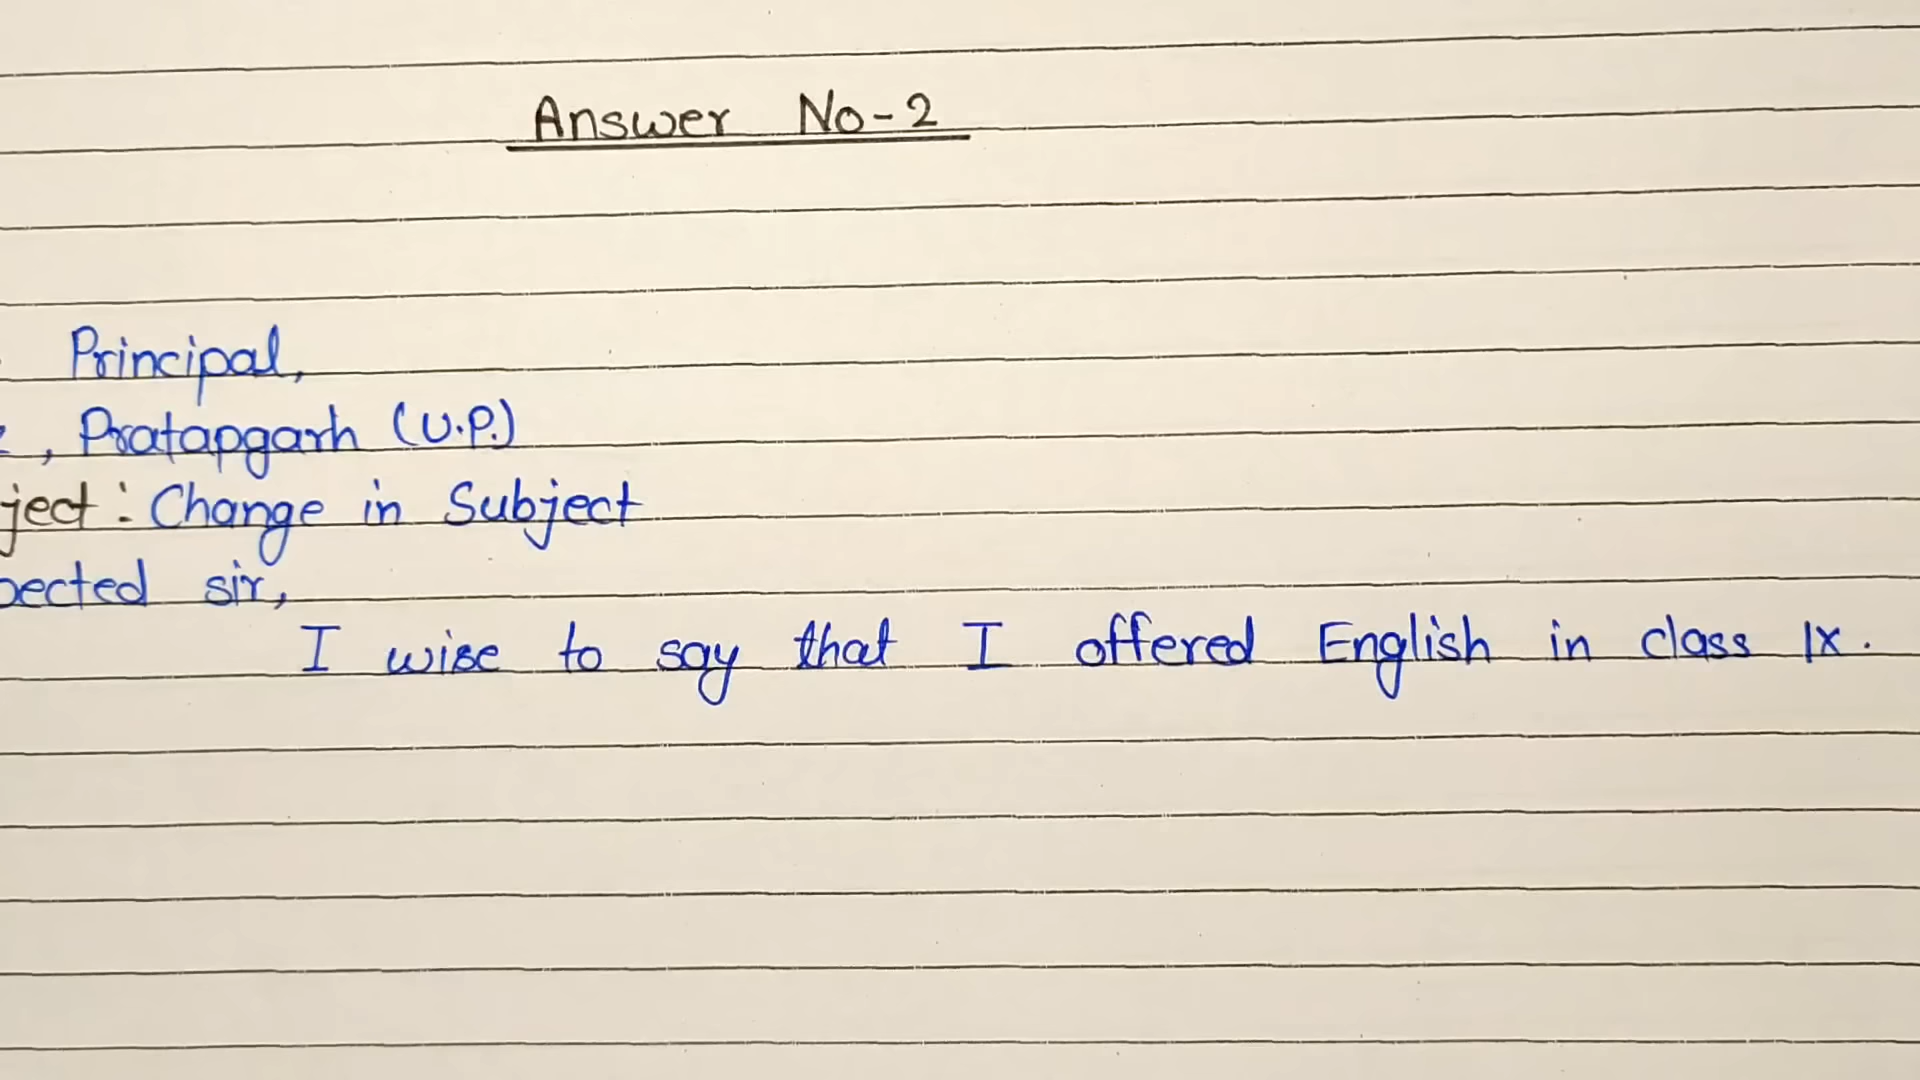 Answer No-2
Principal,
, Pratapgarh (U.P.)
ject: Change in Subject
pected sir,
I wise to say that I offered English in class IX.